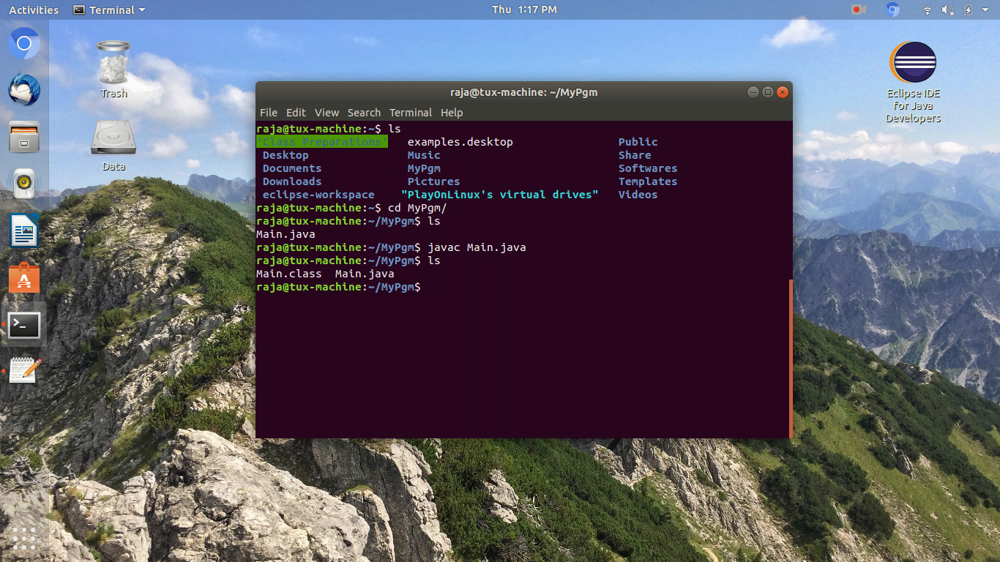 Activities Terminal Thu 1:17 PM
Trash
Data
Eclipse IDE
for Java
Developers
raja@tux-machine: ~/MyPgm
File Edit View Search Terminal Help
raja@tux-machine:~$ ls
'Class Preparations' examples.desktop Public
Desktop Music Share
Documents MyPgm Softwares
Downloads Pictures Templates
eclipse-workspace "PlayOnLinux's virtual drives" Videos
raja@tux-machine:~$ cd MyPgm/
raja@tux-machine:~/MyPgm$ ls
Main.java
raja@tux-machine:~/MyPgm$ javac Main.java
raja@tux-machine:~/MyPgm$ ls
Main.class Main.java
raja@tux-machine:~/MyPgm$